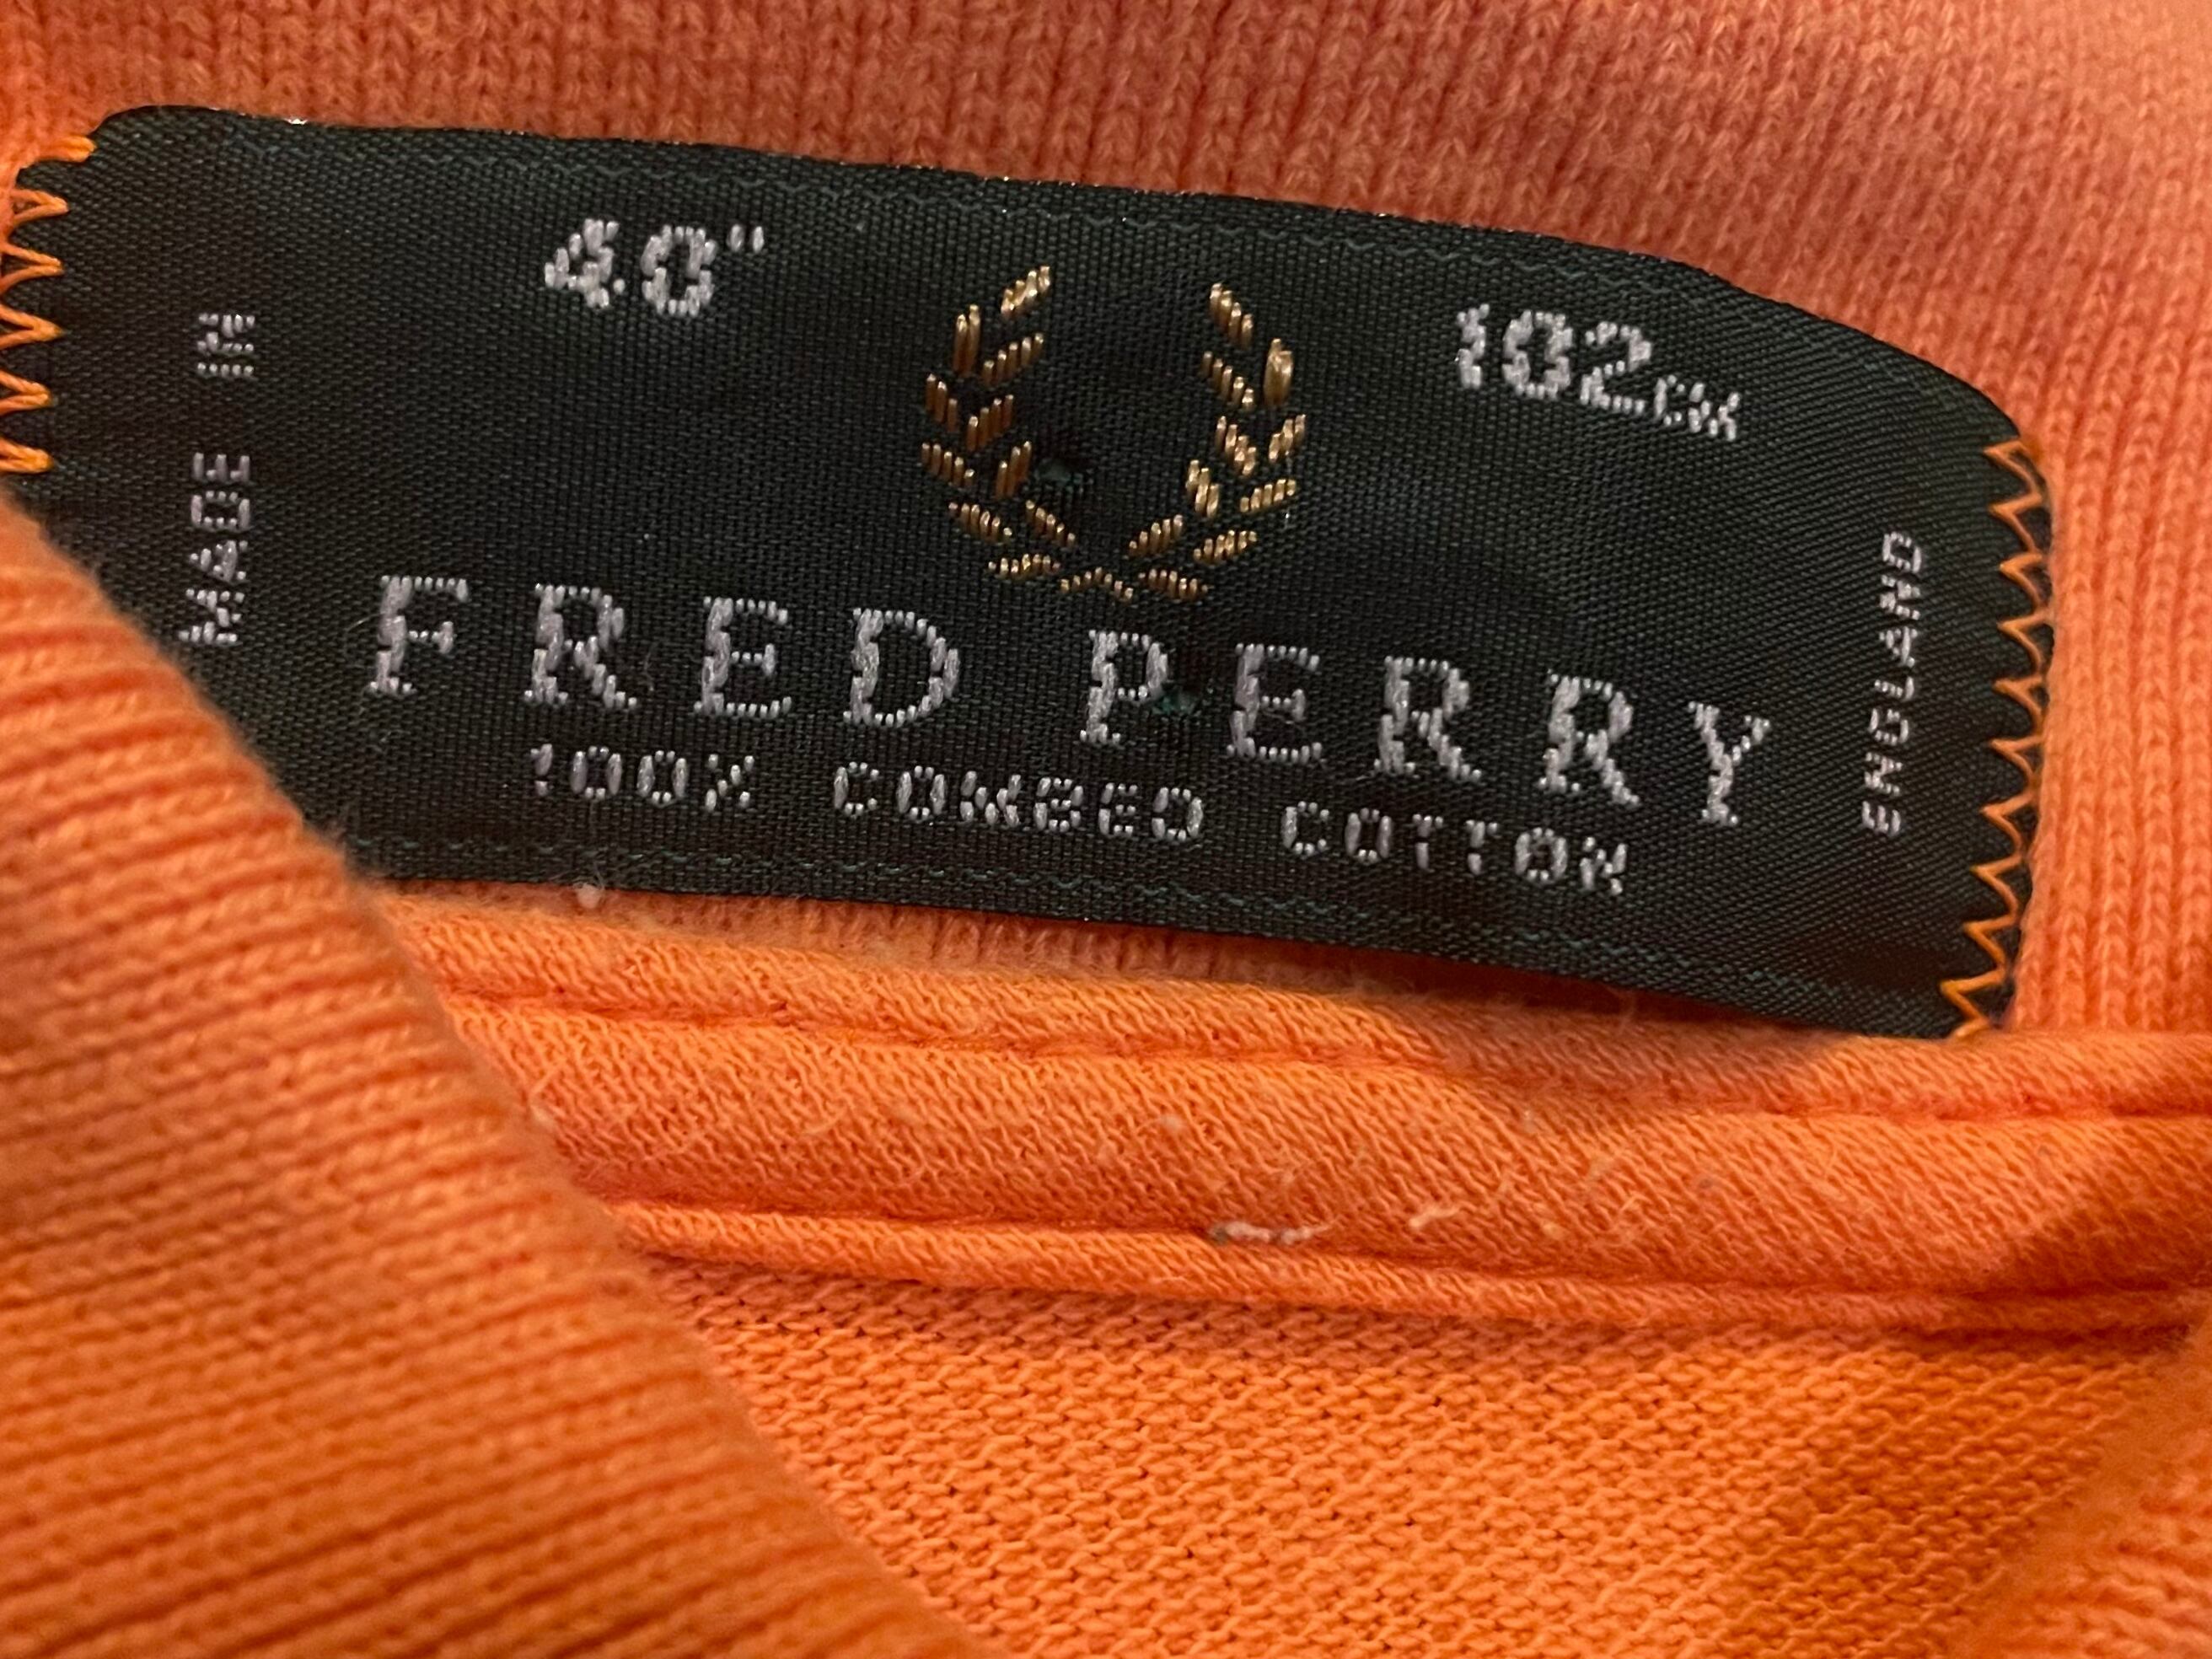 40" 102CM
MADE IN
FRED PERRY
ENGLAND
100% COMBED COTTON